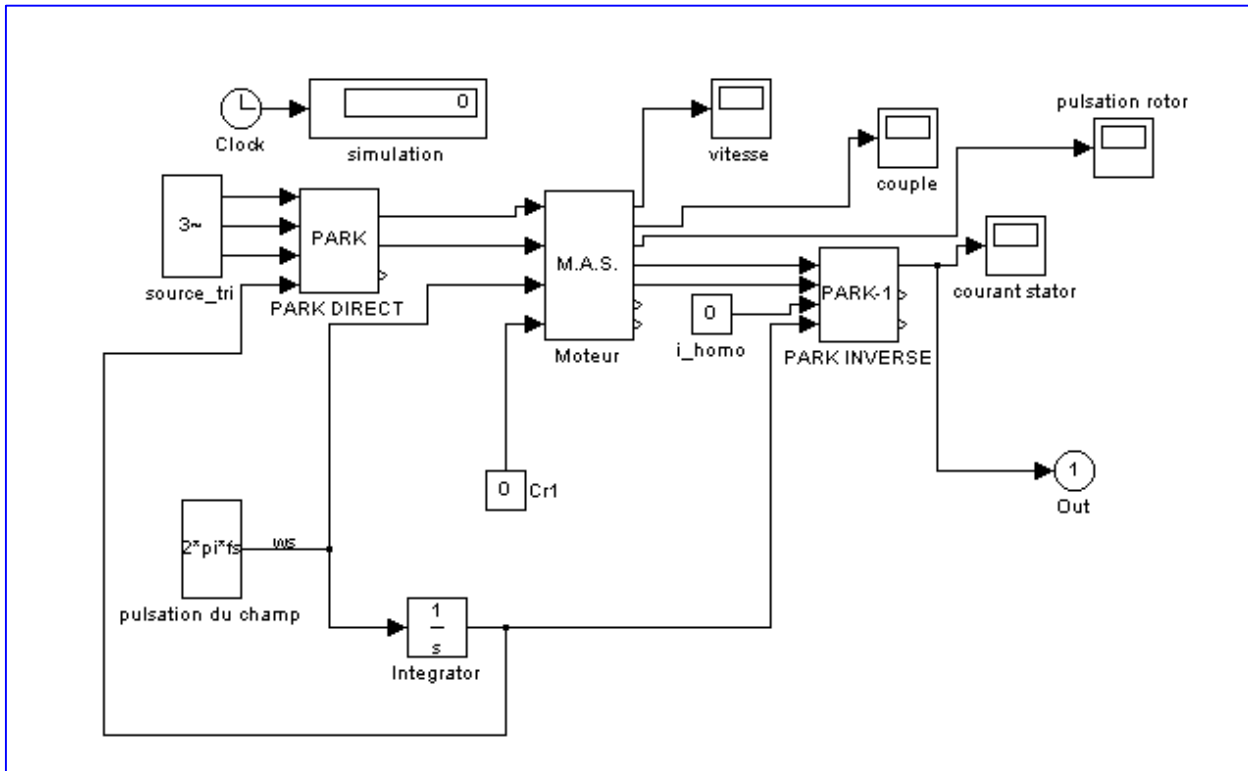 0
Clock
simulation
vitesse
pulsation rotor
couple
3~
PARK
M.A.S.
source_tri
PARK DIRECT
PARK-1
courant stator
0
i_homo
PARK INVERSE
Moteur
0
Cr1
1
Out
2*pi*fs
ws
pulsation du champ
1
s
Integrator